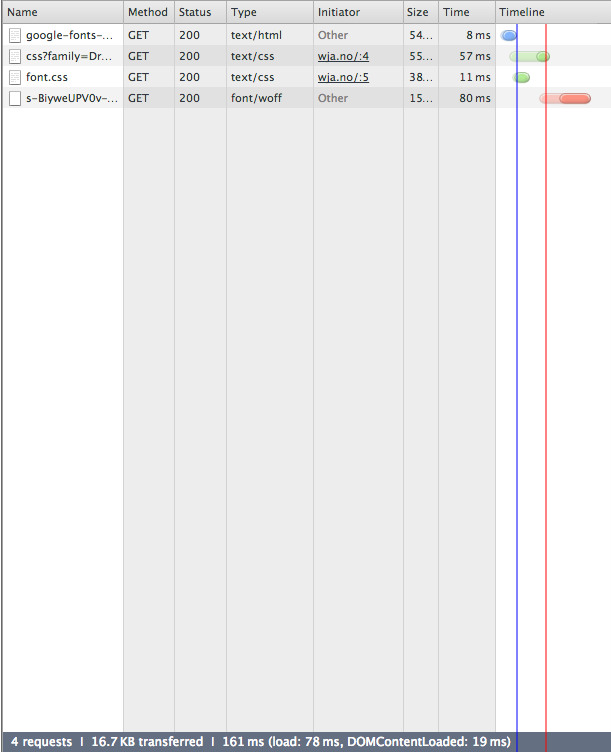 Name Method Status Type Initiator Size Time Timeline
google-fonts-... GET 200 text/html Other 54... 8 ms
css?family=Dr... GET 200 text/css wja.no/:4 55... 57 ms
font.css GET 200 text/css wja.no/:5 38... 11 ms
s-BiyweUPV0v-... GET 200 font/woff Other 15... 80 ms
4 requests I 16.7 KB transferred I 161 ms (load: 78 ms, DOMContentLoaded: 19 ms)